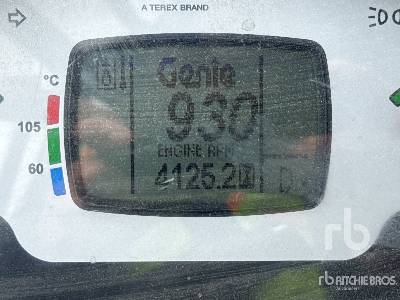 A TEREX BRAND
°C
Genie
930
105
ENGINE RPM
60
4125.2
rb
RITCHIE BROS.